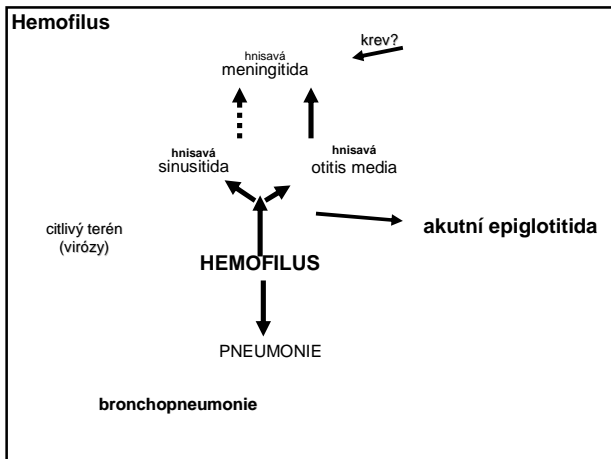 Hemofilus
krev?
hnisavá
meningitida
hnisavá
sinusitida
hnisavá
otitis media
citlivý terén
(virózy)
akutní epiglotitida
HEMOFILUS
PNEUMONIE
bronchopneumonie